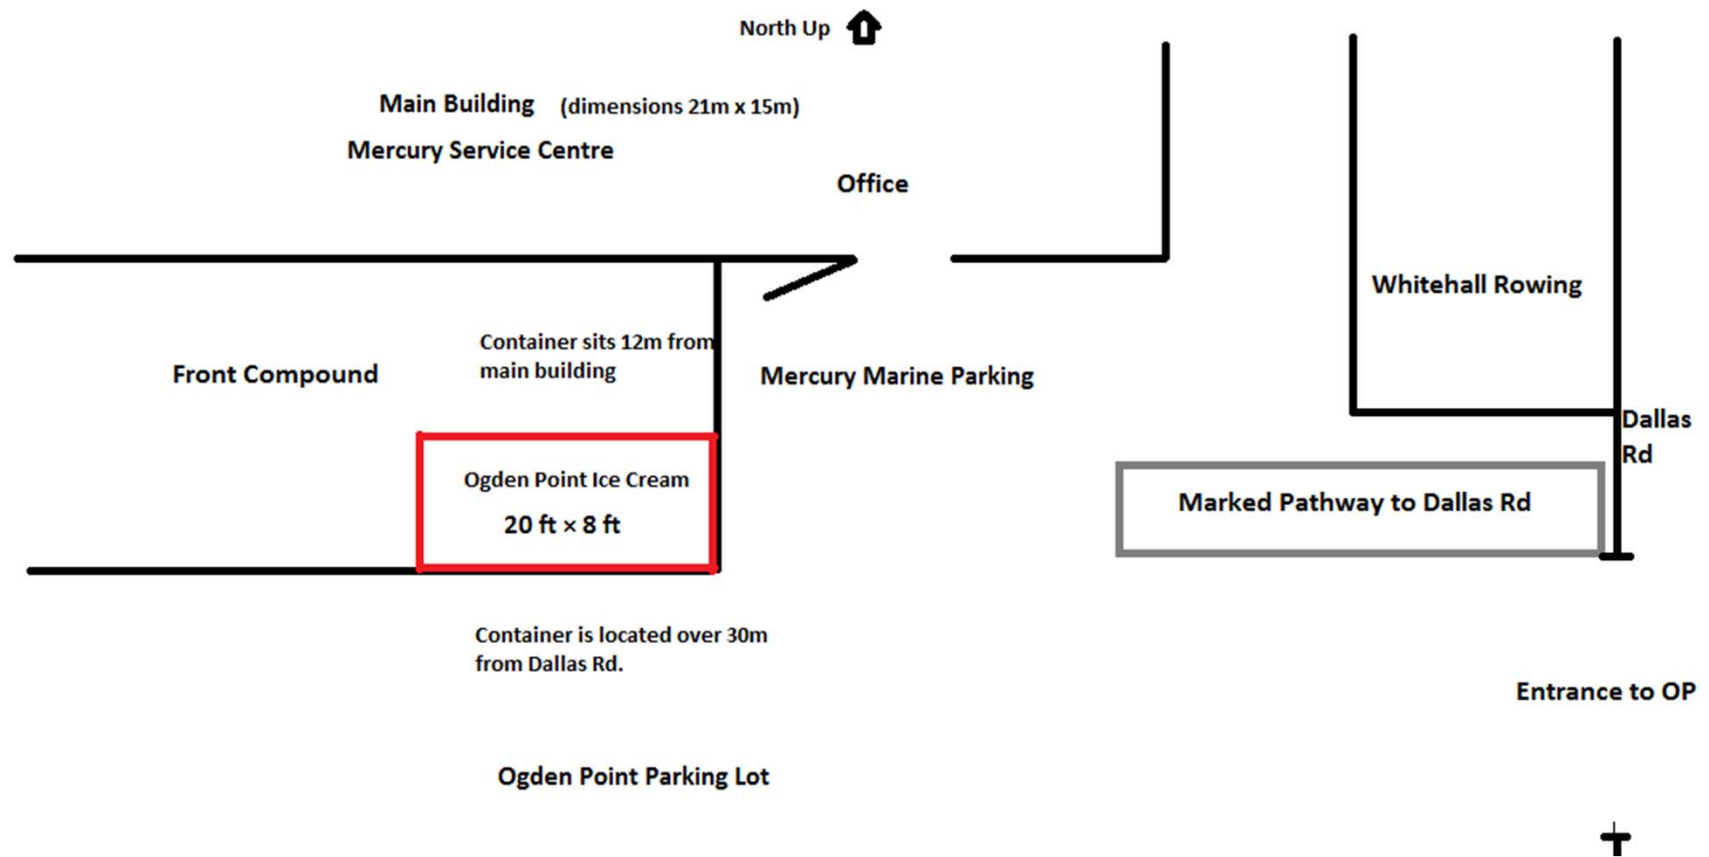 North Up
Main Building (dimensions 21m x 15m)
Mercury Service Centre
Office
Whitehall Rowing
Container sits 12m from
main building
Front Compound
Mercury Marine Parking
Dallas
Rd
Ogden Point Ice Cream
20 ft × 8 ft
Marked Pathway to Dallas Rd
Container is located over 30m
from Dallas Rd.
Entrance to OP
Ogden Point Parking Lot